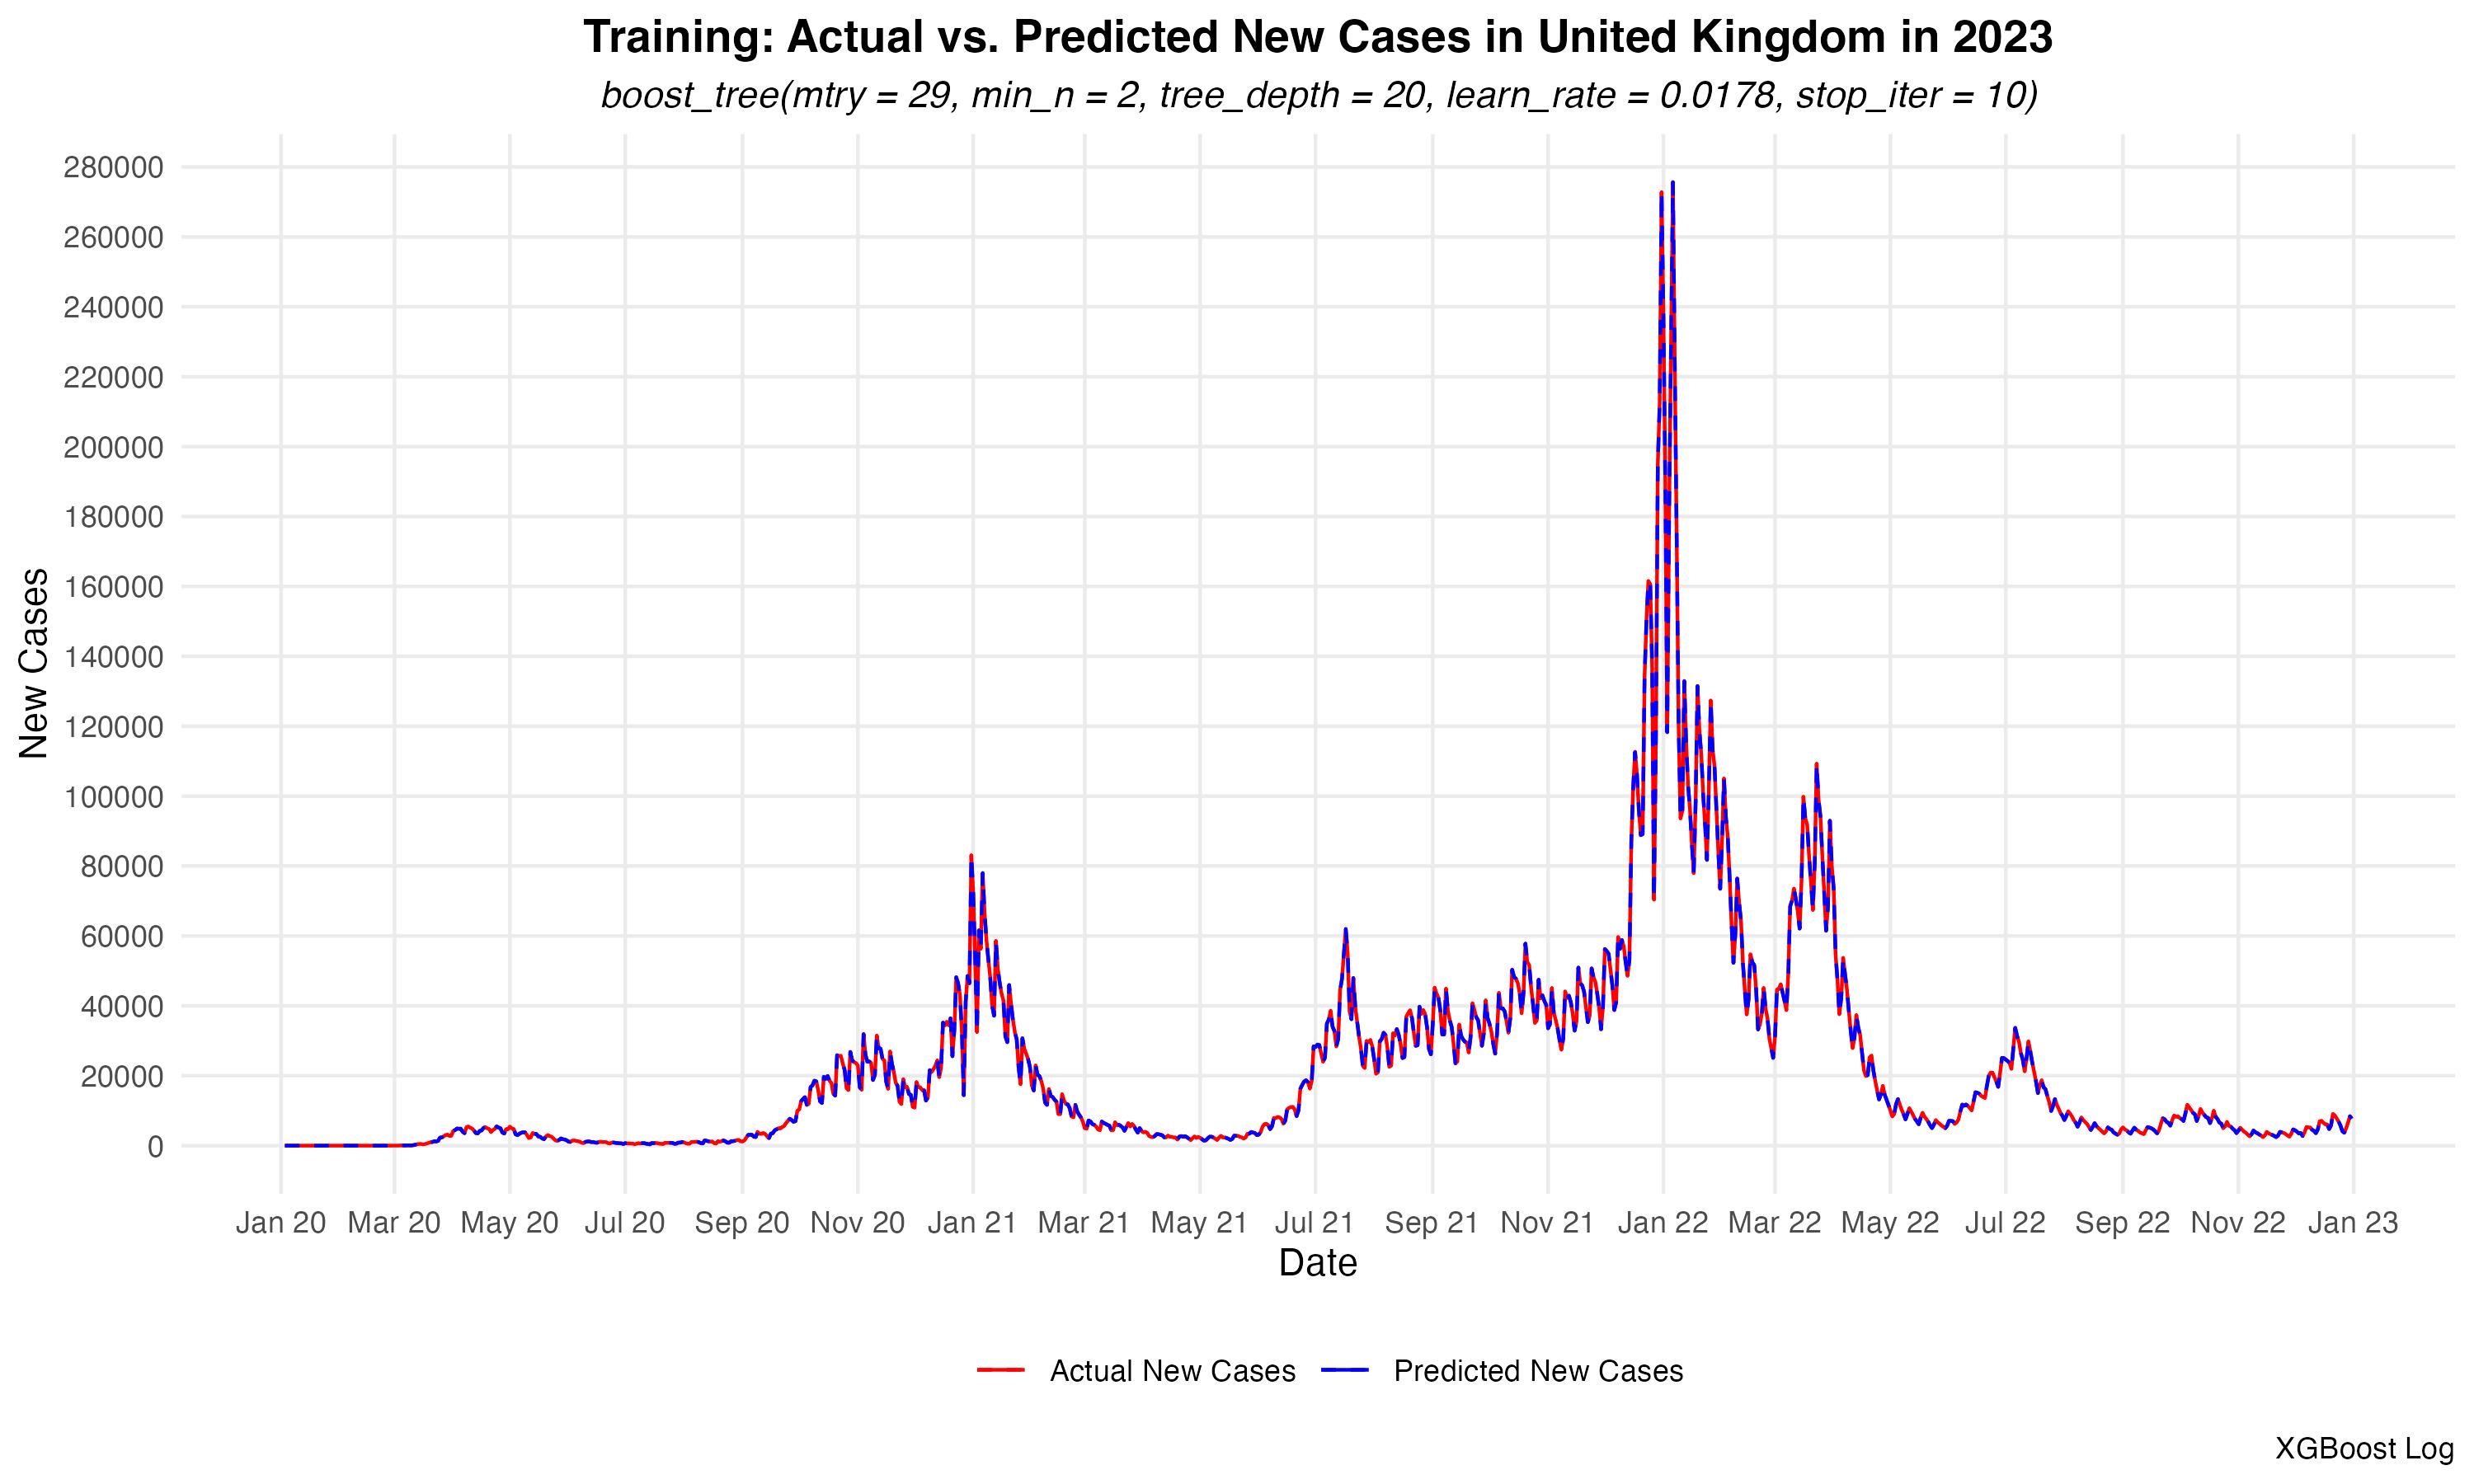 Training: Actual vs. Predicted New Cases in United Kingdom in 2023
boost_tree(mtry = 29, min_n = 2, tree_depth = 20, learn_rate = 0.0178, stop_iter = 10)
280000
260000
240000
220000
200000
180000
160000
140000
120000
100000
80000
60000
40000
20000
0
New Cases
Jan 20 Mar 20 May 20 Jul 20 Sep 20 Nov 20 Jan 21 Mar 21 May 21 Jul 21 Sep 21 Nov 21 Jan 22 Mar 22 May 22 Jul 22 Sep 22 Nov 22 Jan 23
Date
Actual New Cases Predicted New Cases
XGBoost Log